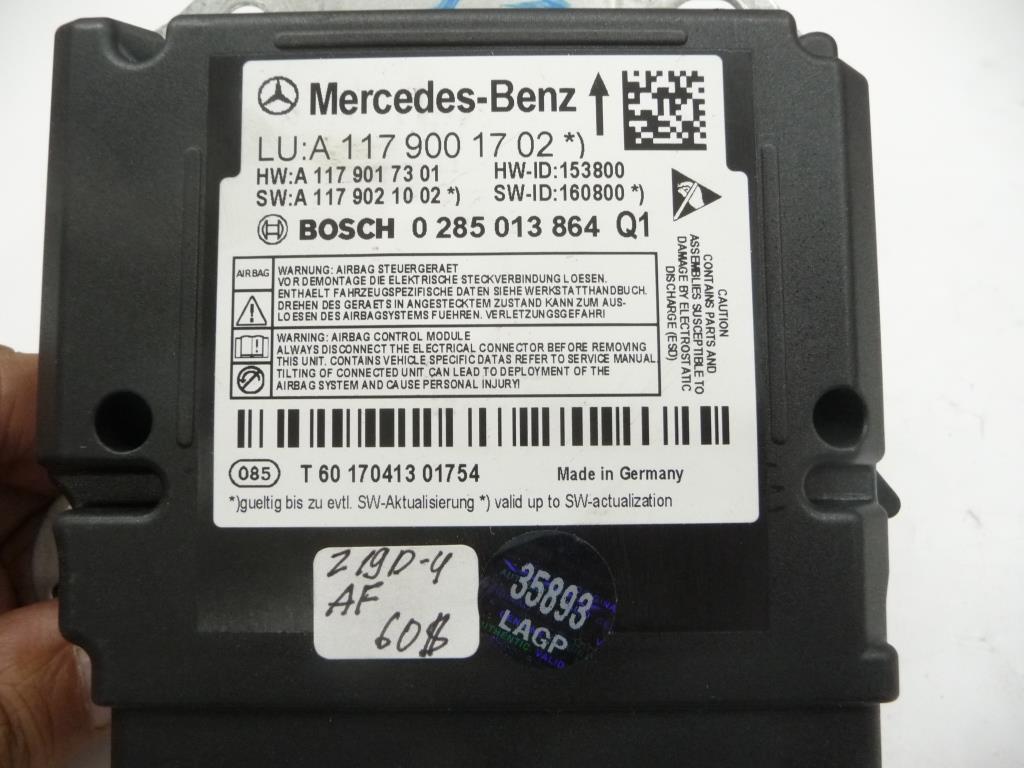 Mercedes-Benz
LU:A 117 900 17 02 *)
HW:A 117 901 73 01 HW-ID:153800
SW:A 117 902 10 02 *) SW-ID:160800 *)
BOSCH 0 285 013 864 Q1
AIRBAG
WARNUNG: AIRBAG STEUERGERAET
VOR DEMONTAGE DIE ELEKTRISCHE STECKVERBINDUNG LOESEN.
ENTHAELT FAHRZEUGSPEZIFISCHE DATEN SIEHE WERKSTATTHANDBUCH.
DREHEN DES GERAETS IN ANGESTECKTEM ZUSTAND KANN ZUM AUS-
LOESEN DES AIRBAGSYSTEMS FUEHREN. VERLETZUNGSGEFAHR!
WARNING: AIRBAG CONTROL MODULE
ALWAYS DISCONNECT THE ELECTRICAL CONNECTOR BEFORE REMOVING
THIS UNIT. CONTAINS VEHICLE SPECIFIC DATAS REFER TO SERVICE MANUAL
TILTING OF CONNECTED UNIT CAN LEAD TO DEPLOYMENT OF THE
AIRBAG SYSTEM AND CAUSE PERSONAL INJURY!
CAUTION
CONTAINS PARTS AND
ASSEMBLIES SUSCEPTIBLE TO
DAMAGE BY ELECTROSTATIC
DISCHARGE (ESD)
085 T 60 170413 01754 Made in Germany
*)gueltig bis zu evtl. SW-Aktualisierung *) valid up to SW-actualization
219D-4
AF
60$
35893
LAGP
AUTHENTIC VALID